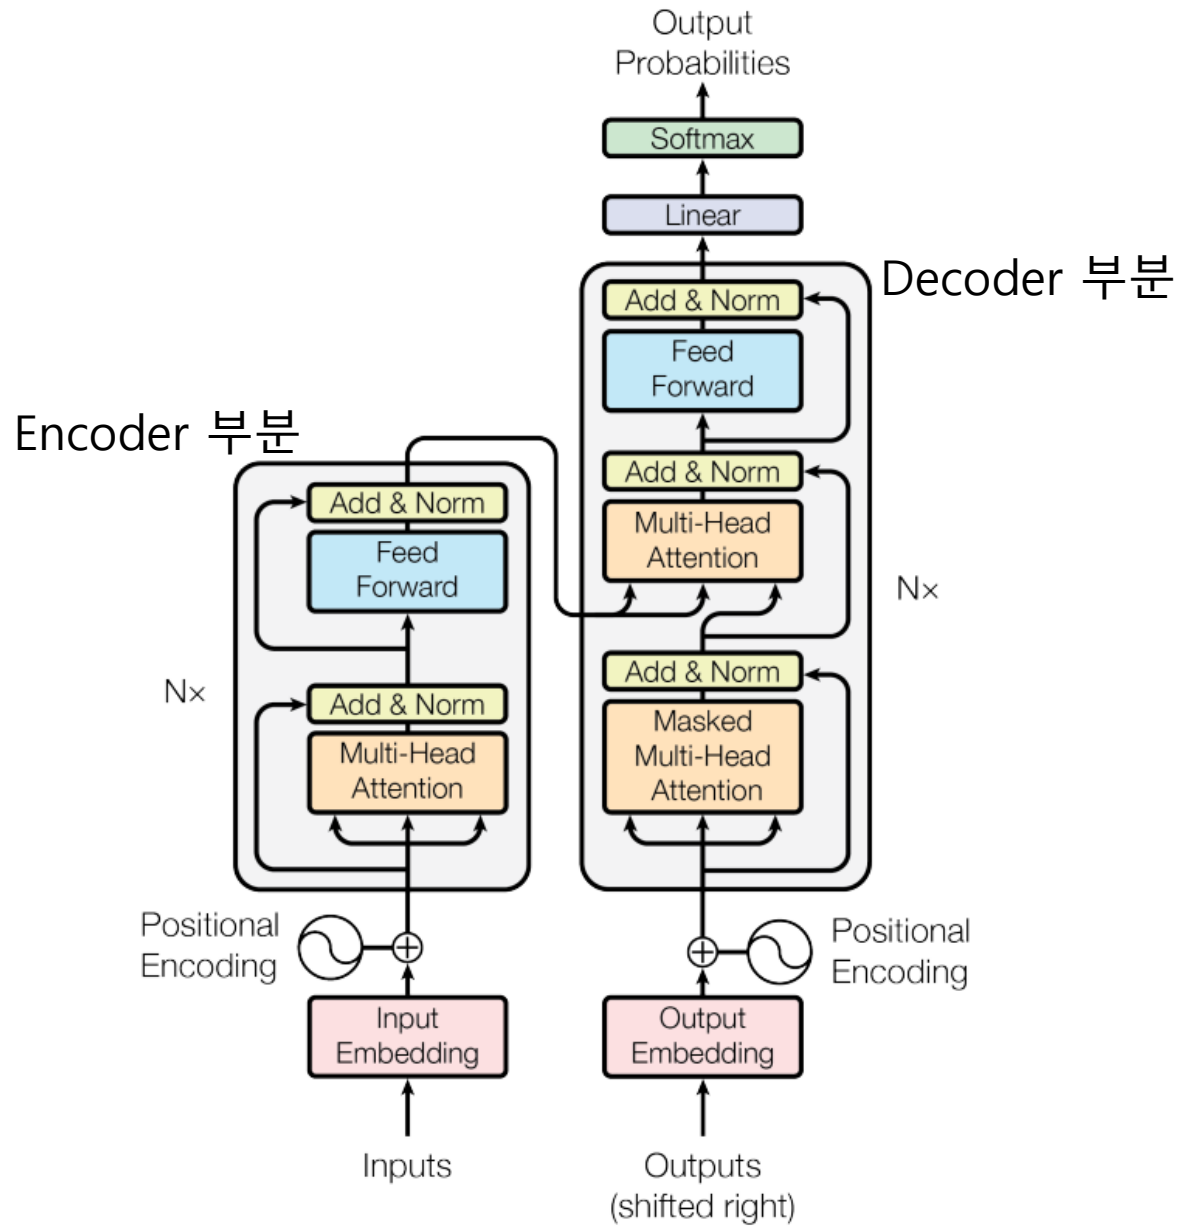 Output
Probabilities
Softmax
Linear
Decoder 부분
Add & Norm
Feed
Forward
Add & Norm
Multi-Head
Attention
N×
Add & Norm
Masked
Multi-Head
Attention
Encoder 부분
Add & Norm
Feed
Forward
N×
Add & Norm
Multi-Head
Attention
Positional
Encoding
Positional
Encoding
Input
Embedding
Output
Embedding
Inputs
Outputs
(shifted right)